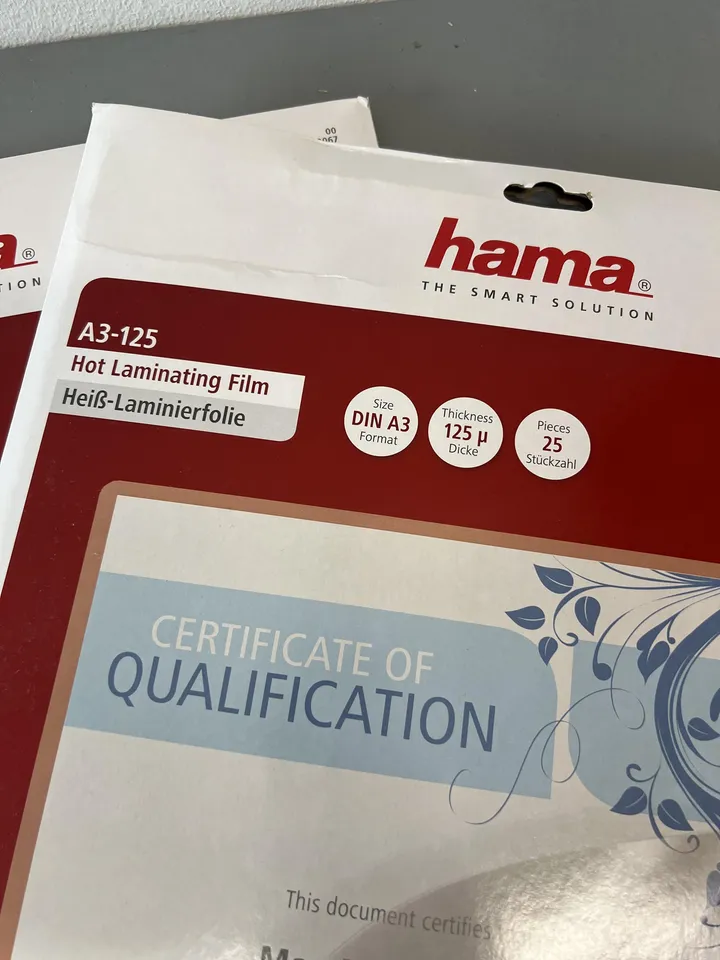 00
hama®
THE SMART SOLUTION
A3-125
Hot Laminating Film
Heiß-Laminierfolie
Size
DIN A3
Format
Thickness
125 µ
Dicke
Pieces
25
Stückzahl
CERTIFICATE OF
QUALIFICATION
This document certifies